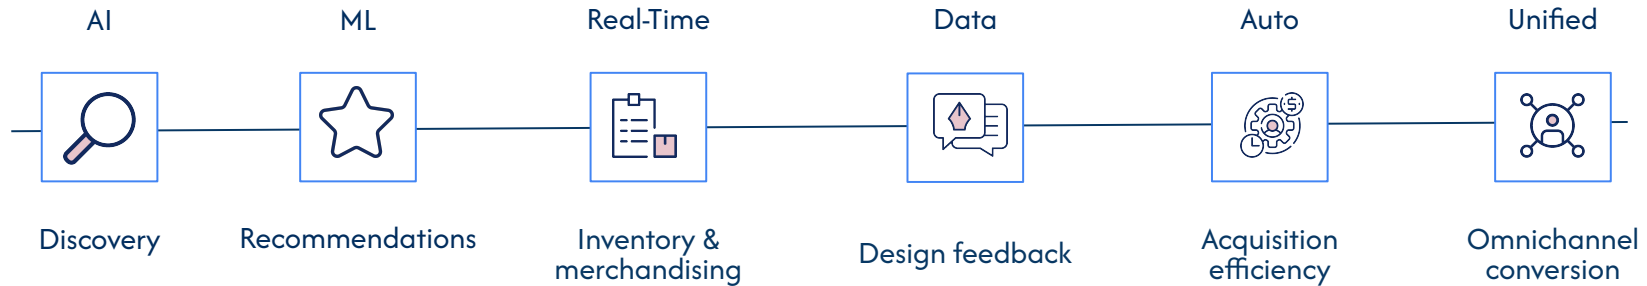 AI
ML
Real-Time
Data
Auto
Unified
Discovery
Recommendations
Inventory &
merchandising
Design feedback
Acquisition
efficiency
Omnichannel
conversion
$